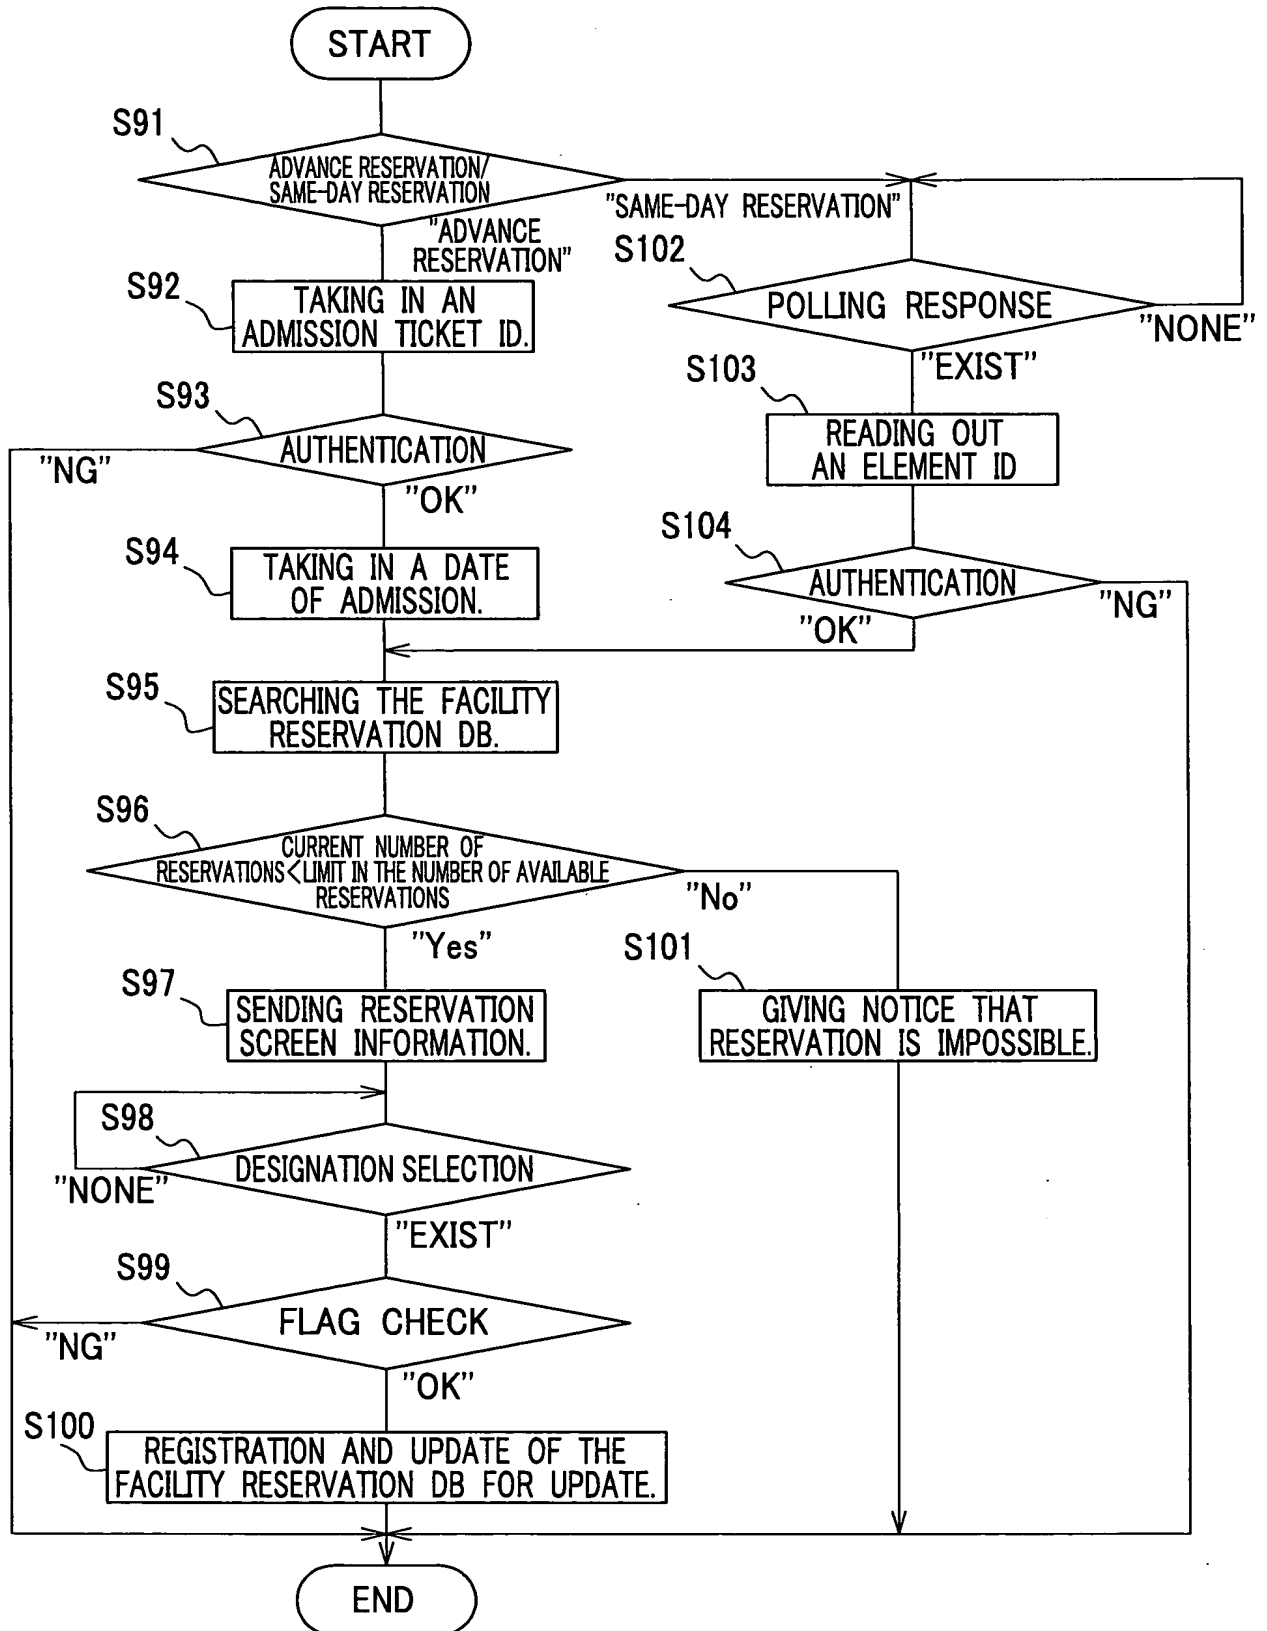 START
S91
ADVANCE RESERVATION/
SAME-DAY RESERVATION
"SAME-DAY RESERVATION"
"ADVANCE
RESERVATION"
S92
TAKING IN AN
ADMISSION TICKET ID.
S93
AUTHENTICATION
"NG"
"OK"
S94
TAKING IN A DATE
OF ADMISSION.
S102
POLLING RESPONSE
"NONE"
"EXIST"
S103
READING OUT
AN ELEMENT ID
S104
AUTHENTICATION
"NG"
"OK"
S95
SEARCHING THE FACILITY
RESERVATION DB.
S96
CURRENT NUMBER OF
RESERVATIONS<LIMIT IN THE NUMBER OF AVAILABLE
RESERVATIONS
"No"
"Yes"
S97
SENDING RESERVATION
SCREEN INFORMATION.
S101
GIVING NOTICE THAT
RESERVATION IS IMPOSSIBLE.
S98
DESIGNATION SELECTION
"NONE"
"EXIST"
S99
FLAG CHECK
"NG"
"OK"
S100
REGISTRATION AND UPDATE OF THE
FACILITY RESERVATION DB FOR UPDATE.
END